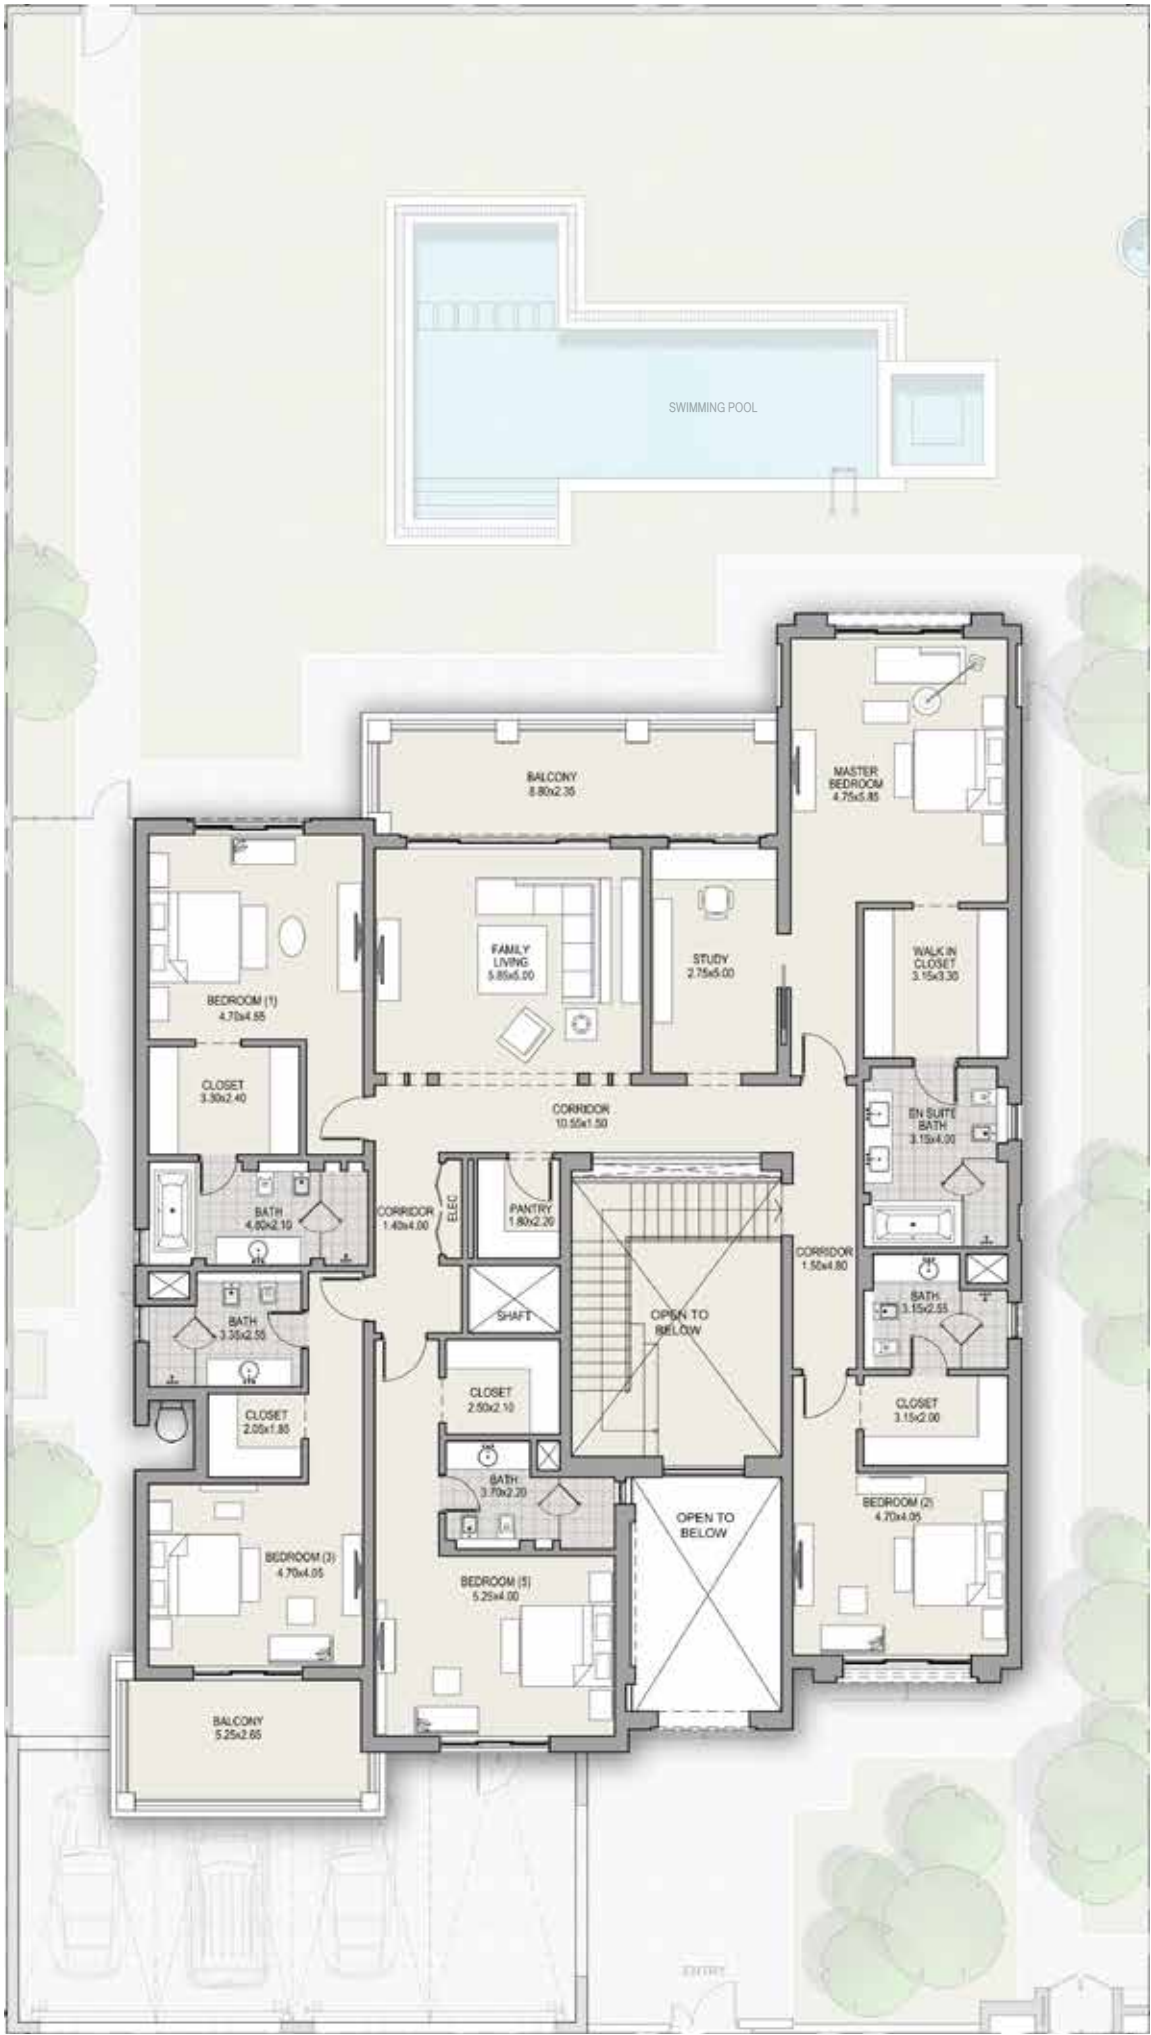 SWIMMING POOL
MASTER
BEDROOM
4.75x5.85
BALCONY
8.80x2.35
FAMILY
LIVING
5.85x5.00
STUDY
2.75x5.00
WALK IN
CLOSET
3.15x3.30
BEDROOM (1)
4.70x4.55
CLOSET
3.30x2.40
CORRIDOR
10.55x1.50
EN SUITE
BATH
3.15x4.00
BATH
4.80x2.10
CORRIDOR
1.40x4.00
ELEC
PANTRY
1.80x2.20
CORRIDOR
1.50x4.80
BATH
3.15x2.55
BATH
3.35x2.55
SHAFT
OPEN TO
BELOW
CLOSET
2.50x2.10
CLOSET
3.15x2.00
CLOSET
2.05x1.85
BATH
3.70x2.20
BEDROOM (2)
4.70x4.05
OPEN TO
BELOW
BEDROOM (3)
4.70x4.05
BEDROOM (5)
5.25x4.00
BALCONY
5.25x2.65
ENTRY